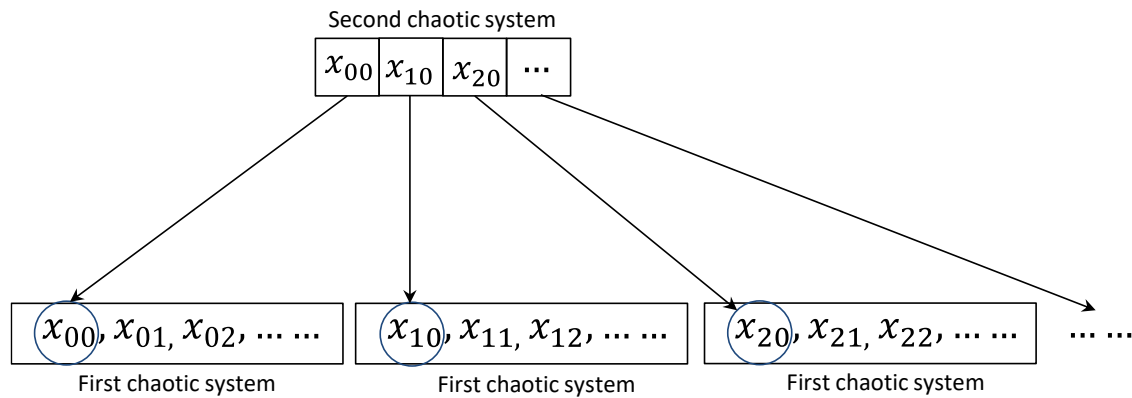 Second chaotic system
x₀₀ x₁₀ x₂₀ ...
x₀₀, x₀₁, x₀₂, ... ... x₁₀, x₁₁, x₁₂, ... ... x₂₀, x₂₁, x₂₂, ... ... ... ...
First chaotic system First chaotic system First chaotic system